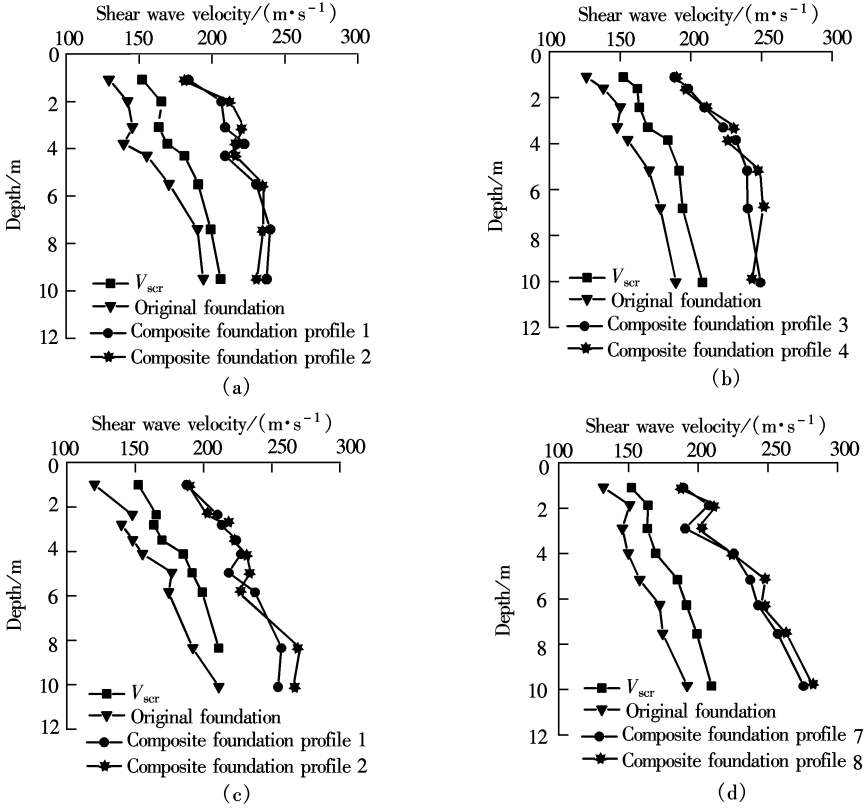 Shear wave velocity/(m·s⁻¹)
100 150 200 250 300
0
2
4
6
8
10
12
Depth/m
Vscr
Original foundation
Composite foundation profile 1
Composite foundation profile 2
(a)
Shear wave velocity/(m·s⁻¹)
100 150 200 250 300
0
2
4
6
8
10
12
Depth/m
Vscr
Original foundation
Composite foundation profile 3
Composite foundation profile 4
(b)
Shear wave velocity/(m·s⁻¹)
100 150 200 250 300
0
2
4
6
8
10
12
Depth/m
Vscr
Original foundation
Composite foundation profile 1
Composite foundation profile 2
(c)
Shear wave velocity/(m·s⁻¹)
100 150 200 250 300
0
2
4
6
8
10
12
Depth/m
Vscr
Original foundation
Composite foundation profile 7
Composite foundation profile 8
(d)